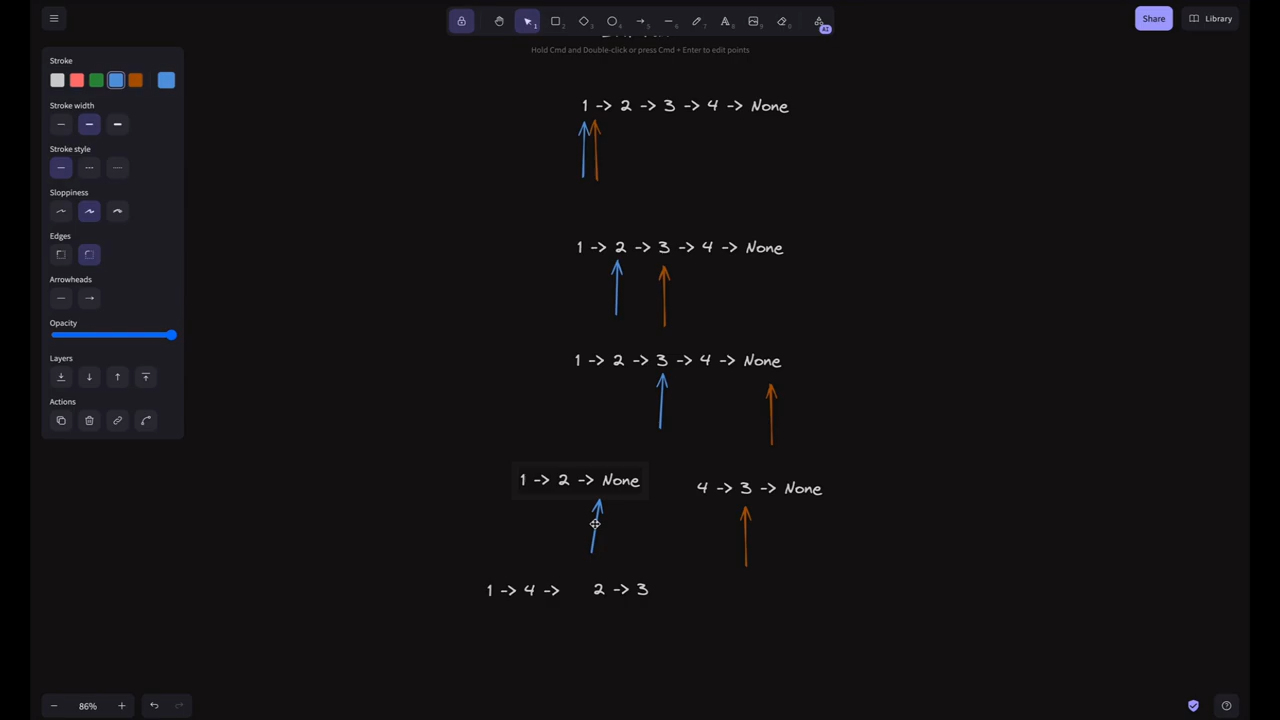 Share
Library
Hold Cmd and Double-click or press Cmd + Enter to edit points
Stroke
Stroke width
Stroke style
Sloppiness
Edges
Arrowheads
Opacity
Layers
Actions
1 -> 2 -> 3 -> 4 -> None
1 -> 2 -> 3 -> 4 -> None
1 -> 2 -> 3 -> 4 -> None
1 -> 2 -> None
4 -> 3 -> None
1 -> 4 -> 2 -> 3
86%